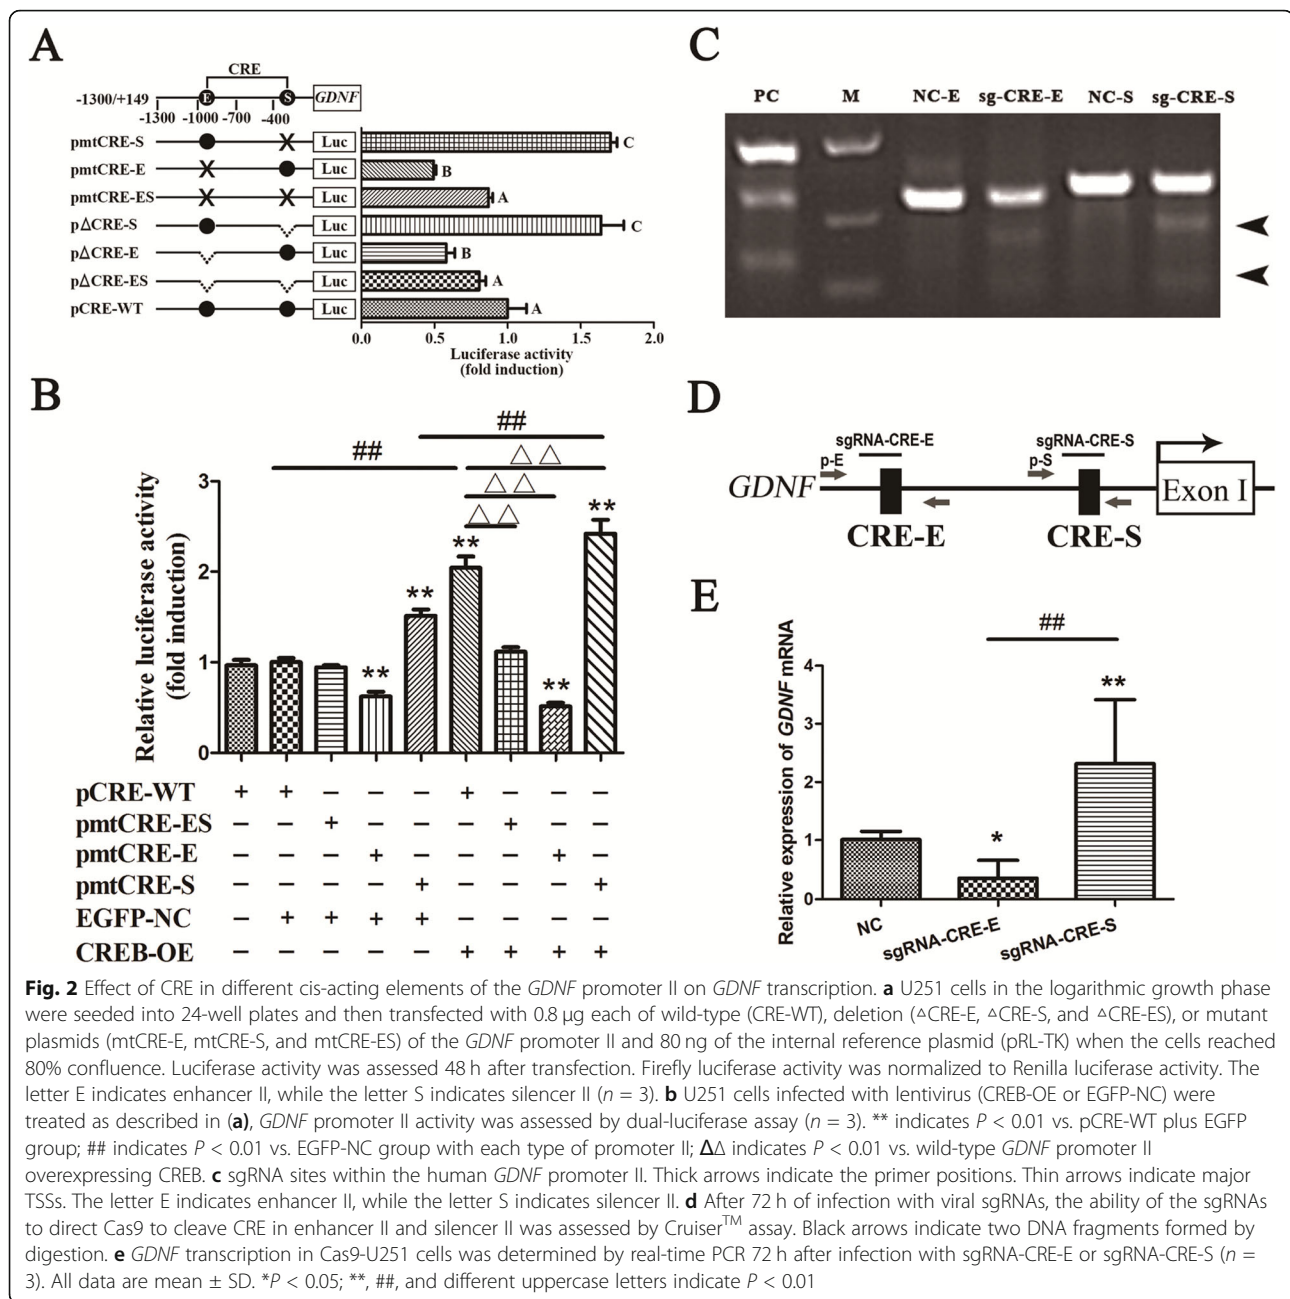 A
CRE
-1300/+149
E
S
GDNF
-1300
-1000
-700
-400
pmtCRE-S
Luc
C
pmtCRE-E
Luc
B
pmtCRE-ES
Luc
A
p△CRE-S
Luc
C
p△CRE-E
Luc
B
p△CRE-ES
Luc
A
pCRE-WT
Luc
A
0.0 0.5 1.0 1.5 2.0
Luciferase activity
(fold induction)
C
PC M NC-E sg-CRE-E NC-S sg-CRE-S
B
##
##
△△
△△
△△
Relative luciferase activity
(fold induction)
3
2
1
0
** ** ** ** **
pCRE-WT + + – – – + – – –
pmtCRE-ES – – + – – – + – –
pmtCRE-E – – – + – – – + –
pmtCRE-S – – – – + – – – +
EGFP-NC – + + + + – – – –
CREB-OE – – – – – + + + +
D
sgRNA-CRE-E
sgRNA-CRE-S
p-E
p-S
GDNF
Exon I
CRE-E
CRE-S
E
##
Relative expression of GDNF mRNA
4
3
2
1
0
*
**
NC
sgRNA-CRE-E
sgRNA-CRE-S
Fig. 2 Effect of CRE in different cis-acting elements of the GDNF promoter II on GDNF transcription. a U251 cells in the logarithmic growth phase
were seeded into 24-well plates and then transfected with 0.8 μg each of wild-type (CRE-WT), deletion (△CRE-E, △CRE-S, and △CRE-ES), or mutant
plasmids (mtCRE-E, mtCRE-S, and mtCRE-ES) of the GDNF promoter II and 80 ng of the internal reference plasmid (pRL-TK) when the cells reached
80% confluence. Luciferase activity was assessed 48 h after transfection. Firefly luciferase activity was normalized to Renilla luciferase activity. The
letter E indicates enhancer II, while the letter S indicates silencer II (n = 3). b U251 cells infected with lentivirus (CREB-OE or EGFP-NC) were
treated as described in (a), GDNF promoter II activity was assessed by dual-luciferase assay (n = 3). ** indicates P < 0.01 vs. pCRE-WT plus EGFP
group; ## indicates P < 0.01 vs. EGFP-NC group with each type of promoter II; ΔΔ indicates P < 0.01 vs. wild-type GDNF promoter II
overexpressing CREB. c sgRNA sites within the human GDNF promoter II. Thick arrows indicate the primer positions. Thin arrows indicate major
TSSs. The letter E indicates enhancer II, while the letter S indicates silencer II. d After 72 h of infection with viral sgRNAs, the ability of the sgRNAs
to direct Cas9 to cleave CRE in enhancer II and silencer II was assessed by Cruiser™ assay. Black arrows indicate two DNA fragments formed by
digestion. e GDNF transcription in Cas9-U251 cells was determined by real-time PCR 72 h after infection with sgRNA-CRE-E or sgRNA-CRE-S (n =
3). All data are mean ± SD. *P < 0.05; **, ##, and different uppercase letters indicate P < 0.01